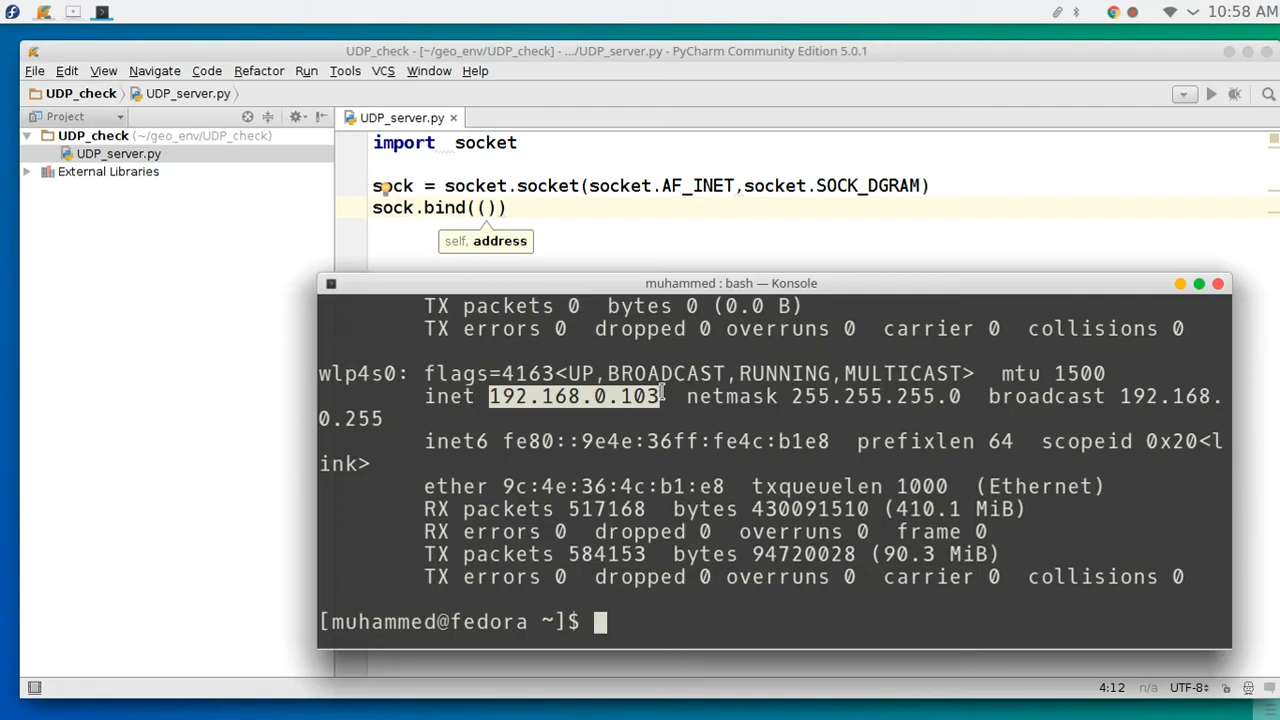 10:58 AM
UDP_check - [~/geo_env/UDP_check] - .../UDP_server.py - PyCharm Community Edition 5.0.1
File Edit View Navigate Code Refactor Run Tools VCS Window Help
UDP_check UDP_server.py
Project
UDP_server.py
UDP_check (~/geo_env/UDP_check)
UDP_server.py
External Libraries
import  socket
sock = socket.socket(socket.AF_INET,socket.SOCK_DGRAM)
sock.bind(())
self, address
muhammed : bash — Konsole
TX packets 0  bytes 0 (0.0 B)
TX errors 0  dropped 0 overruns 0  carrier 0  collisions 0
wlp4s0: flags=4163<UP,BROADCAST,RUNNING,MULTICAST>  mtu 1500
inet 192.168.0.103  netmask 255.255.255.0  broadcast 192.168.
0.255
inet6 fe80::9e4e:36ff:fe4c:b1e8  prefixlen 64  scopeid 0x20<l
ink>
ether 9c:4e:36:4c:b1:e8  txqueuelen 1000  (Ethernet)
RX packets 517168  bytes 430091510 (410.1 MiB)
RX errors 0  dropped 0  overruns 0  frame 0
TX packets 584153  bytes 94720028 (90.3 MiB)
TX errors 0  dropped 0 overruns 0  carrier 0  collisions 0
[muhammed@fedora ~]$
4:12 n/a UTF-8